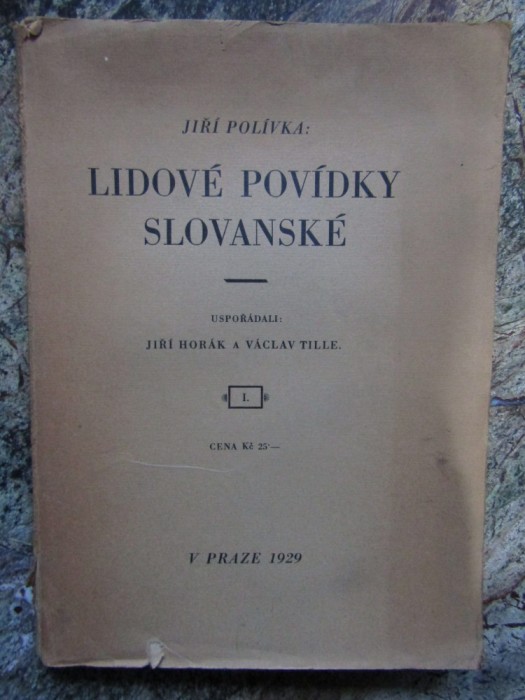 JIŘÍ POLÍVKA:
LIDOVÉ POVÍDKY
SLOVANSKÉ
USPOŘÁDALI:
JIŘÍ HORÁK A VÁCLAV TILLE.
I.
CENA Kč 25·—
V PRAZE 1929